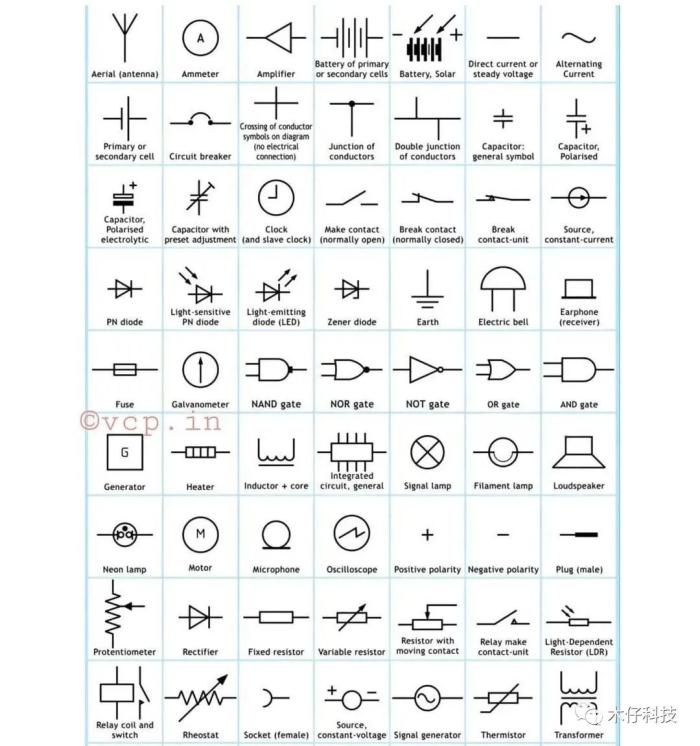 Aerial (antenna)
A
Ammeter
Amplifier
Battery of primary
or secondary cells
- +
Battery, Solar
Direct current or
steady voltage
Alternating
Current
Primary or
secondary cell
Circuit breaker
Crossing of conductor
symbols on diagram
(no electrical
connection)
Junction of
conductors
Double junction
of conductors
Capacitor:
general symbol
+
Capacitor,
Polarised
+
Capacitor,
Polarised
electrolytic
Capacitor with
preset adjustment
Clock
(and slave clock)
Make contact
(normally open)
Break contact
(normally closed)
Break
contact-unit
Source,
constant-current
PN diode
Light-sensitive
PN diode
Light-emitting
diode (LED)
Zener diode
Earth
Electric bell
Earphone
(receiver)
Fuse
Galvanometer
NAND gate
NOR gate
NOT gate
OR gate
AND gate
©vcp.in
G
Generator
Heater
Inductor + core
Integrated
circuit, general
Signal lamp
Filament lamp
Loudspeaker
Neon lamp
M
Motor
Microphone
Oscilloscope
+
Positive polarity
-
Negative polarity
Plug (male)
Protentiometer
Rectifier
Fixed resistor
Variable resistor
Resistor with
moving contact
Relay make
contact-unit
Light-Dependent
Resistor (LDR)
Relay coil and
switch
Rheostat
Socket (female)
+ -
Source,
constant-voltage
Signal generator
Thermistor
Transformer
木仔科技